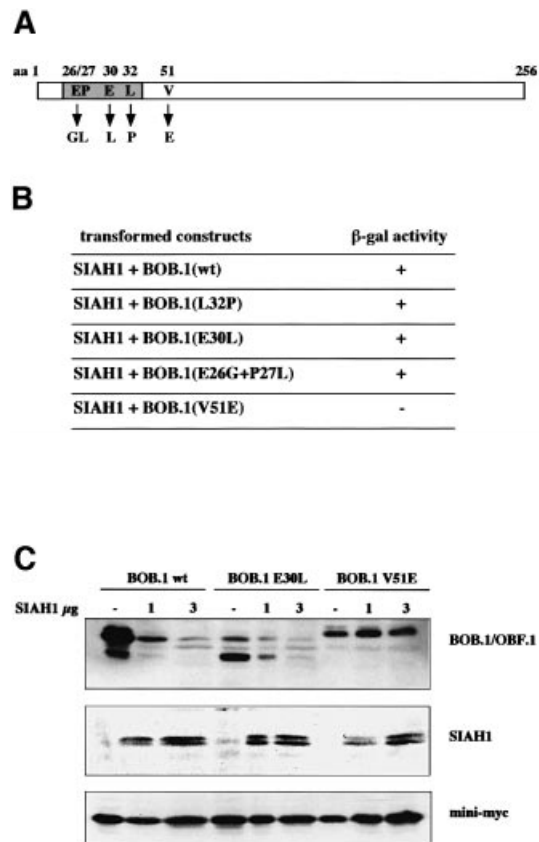 A
26/27 30 32 51
aa 1 256
EP E L V
GL L P E
B
transformed constructs β-gal activity
SIAH1 + BOB.1(wt) +
SIAH1 + BOB.1(L32P) +
SIAH1 + BOB.1(E30L) +
SIAH1 + BOB.1(E26G+P27L) +
SIAH1 + BOB.1(V51E) -
C
BOB.1 wt BOB.1 E30L BOB.1 V51E
SIAH1 μg - 1 3 - 1 3 - 1 3
BOB.1/OBF.1
SIAH1
mini-myc